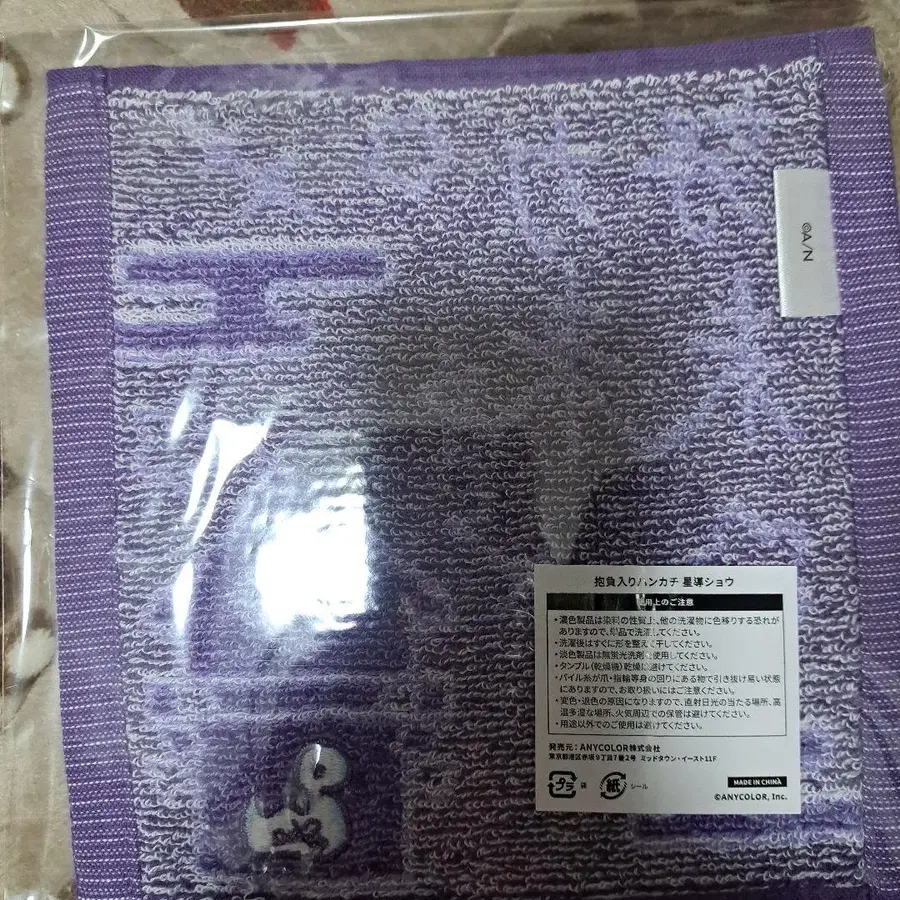 ©A/N
抱負入りハンカチ 星導ショウ
使用上のご注意
・濃色製品は染料の性質上、他の洗濯物に色移りする恐れが
ありますので、単品で洗濯してください。
・洗濯後はすぐに形を整えて干してください。
・淡色製品は無蛍光洗剤を使用してください。
・タンブル(乾燥機)乾燥は避けてください。
・パイル糸が爪・指輪等身の回りにある物で引き抜け易い状態
にありますので、お取り扱いにはご注意ください。
・変色・退色の原因になりますので、直射日光の当たる場所、高
温多湿な場所、火気周辺での保管は避けてください。
・用途以外でのご使用は避けてください。
発売元:ANYCOLOR株式会社
東京都港区赤坂9丁目7番2号 ミッドタウン・イースト11F
プラ 袋 紙 シール
MADE IN CHINA
©ANYCOLOR, Inc.